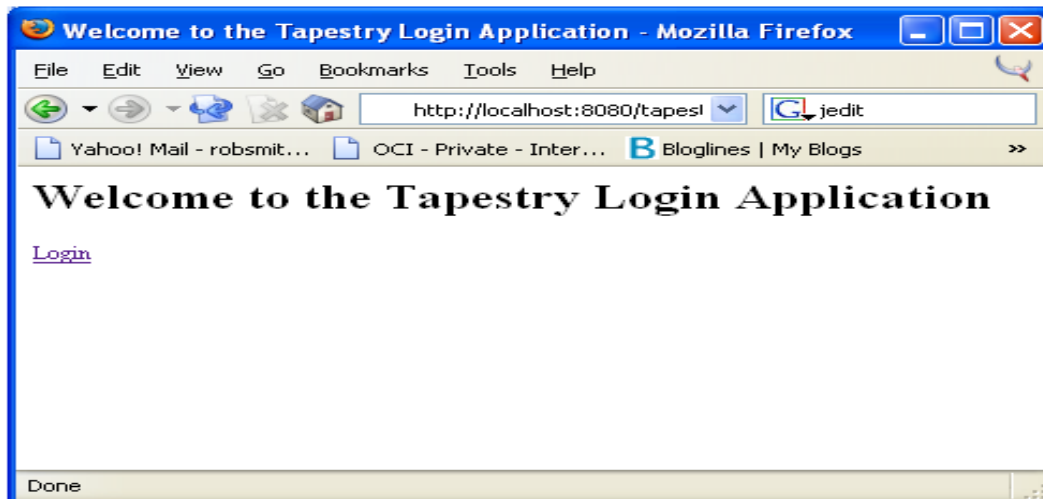 Welcome to the Tapestry Login Application - Mozilla Firefox
File Edit View Go Bookmarks Tools Help
http://localhost:8080/tapesl G jedit
Yahoo! Mail - robsmit... OCI - Private - Inter... B Bloglines | My Blogs »
Welcome to the Tapestry Login Application
Login
Done